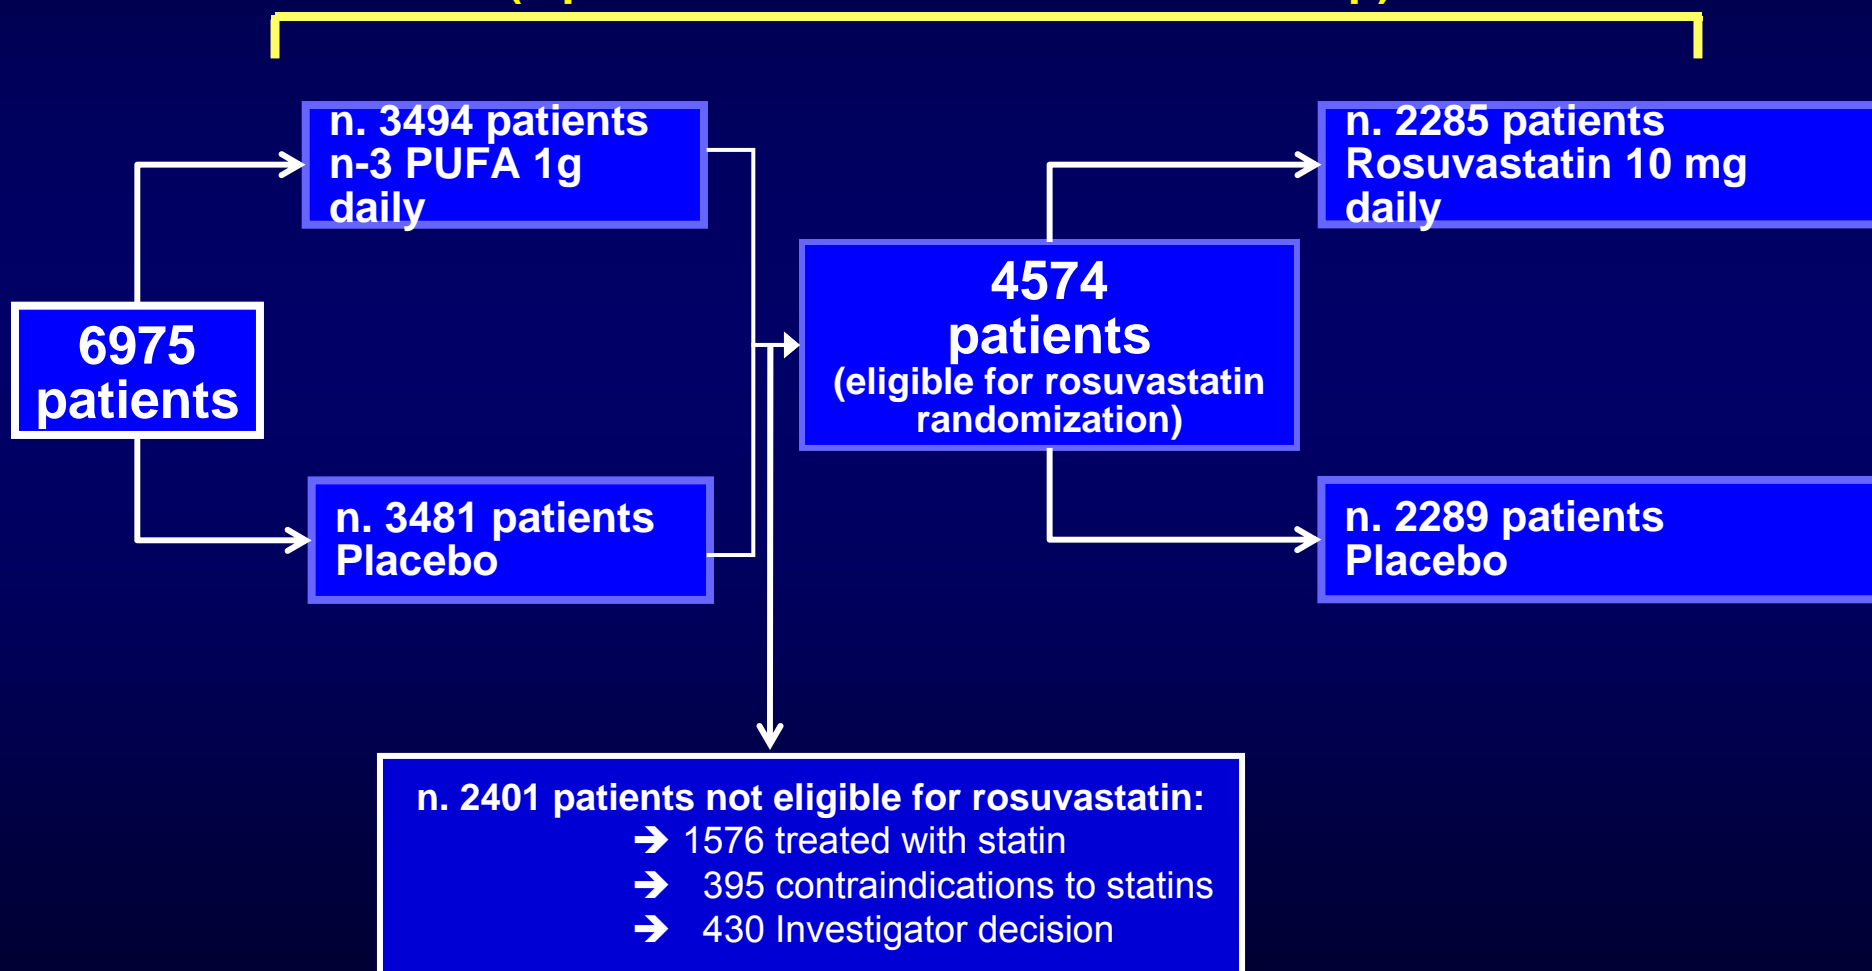 n. 3494 patients
n-3 PUFA 1g
daily
n. 2285 patients
Rosuvastatin 10 mg
daily
6975
patients
4574
patients
(eligible for rosuvastatin
randomization)
n. 3481 patients
Placebo
n. 2289 patients
Placebo
n. 2401 patients not eligible for rosuvastatin:
➔ 1576 treated with statin
➔ 395 contraindications to statins
➔ 430 Investigator decision